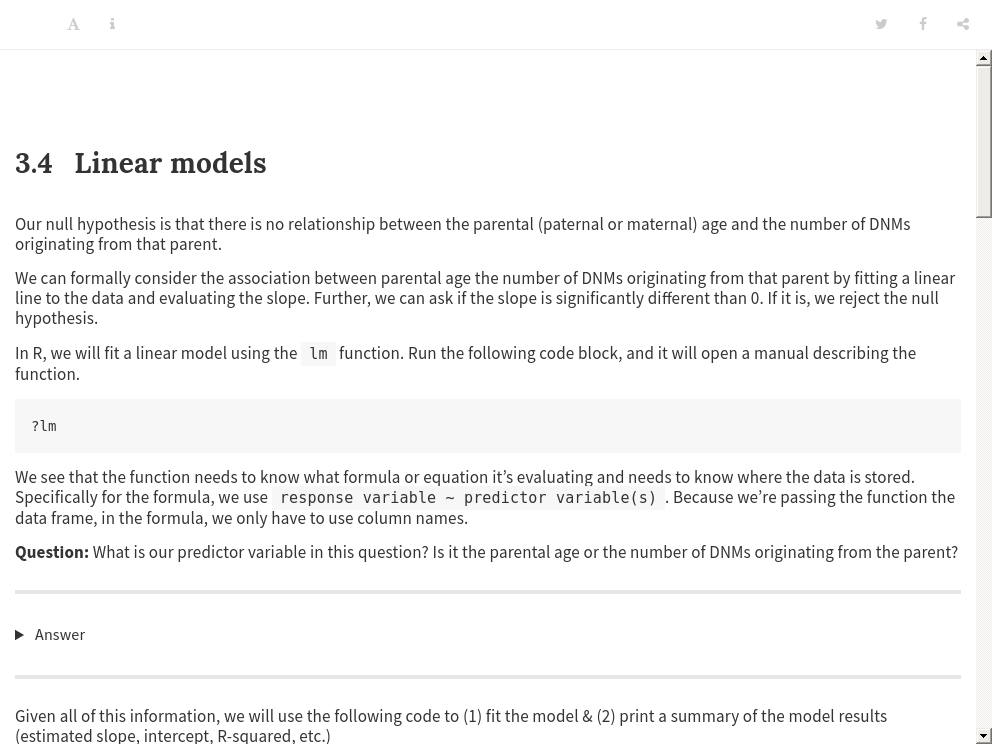 3.4 Linear models
Our null hypothesis is that there is no relationship between the parental (paternal or maternal) age and the number of DNMs
originating from that parent.
We can formally consider the association between parental age the number of DNMs originating from that parent by fitting a linear
line to the data and evaluating the slope. Further, we can ask if the slope is significantly different than 0. If it is, we reject the null
hypothesis.
In R, we will fit a linear model using the lm function. Run the following code block, and it will open a manual describing the
function.
?lm
We see that the function needs to know what formula or equation it’s evaluating and needs to know where the data is stored.
Specifically for the formula, we use response variable ~ predictor variable(s) . Because we’re passing the function the
data frame, in the formula, we only have to use column names.
Question: What is our predictor variable in this question? Is it the parental age or the number of DNMs originating from the parent?
Answer
Given all of this information, we will use the following code to (1) fit the model & (2) print a summary of the model results
(estimated slope, intercept, R-squared, etc.)